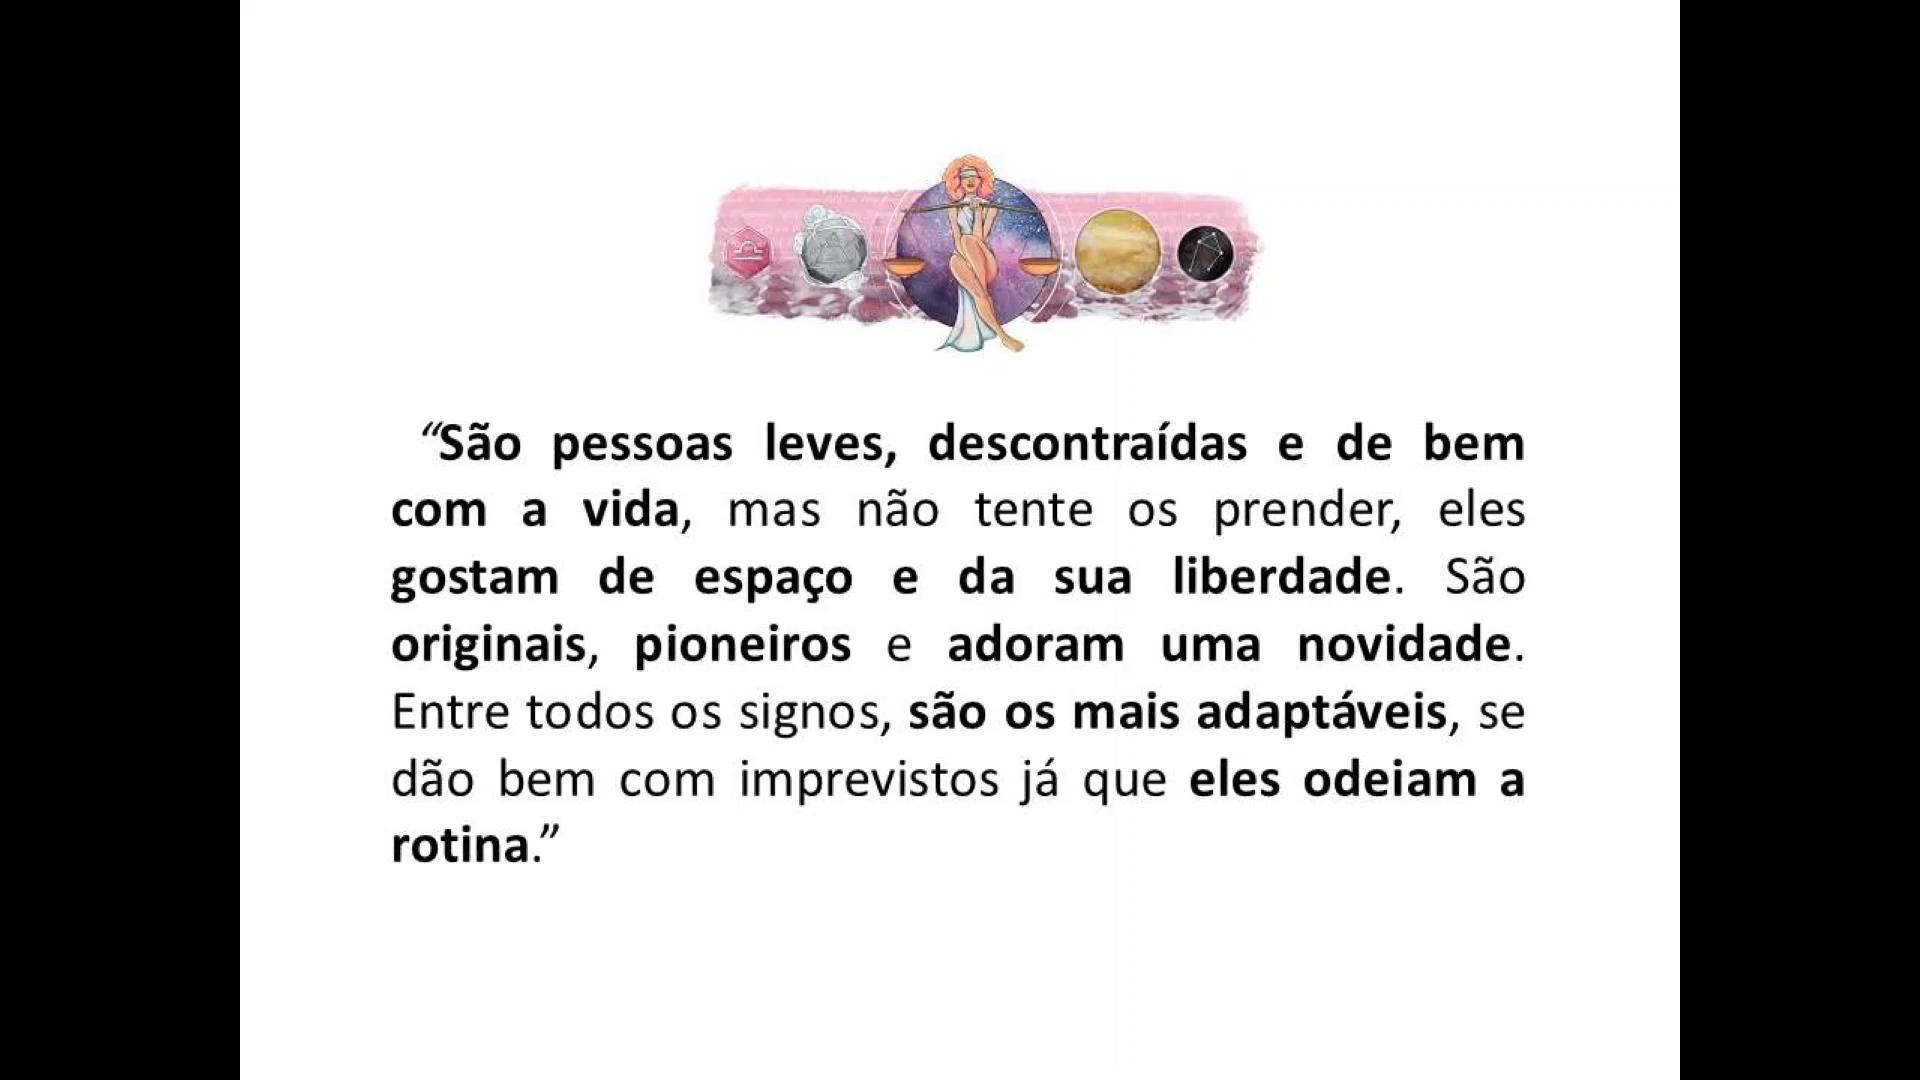 “São pessoas leves, descontraídas e de bem
com a vida, mas não tente os prender, eles
gostam de espaço e da sua liberdade. São
originais, pioneiros e adoram uma novidade.
Entre todos os signos, são os mais adaptáveis, se
dão bem com imprevistos já que eles odeiam a
rotina.”